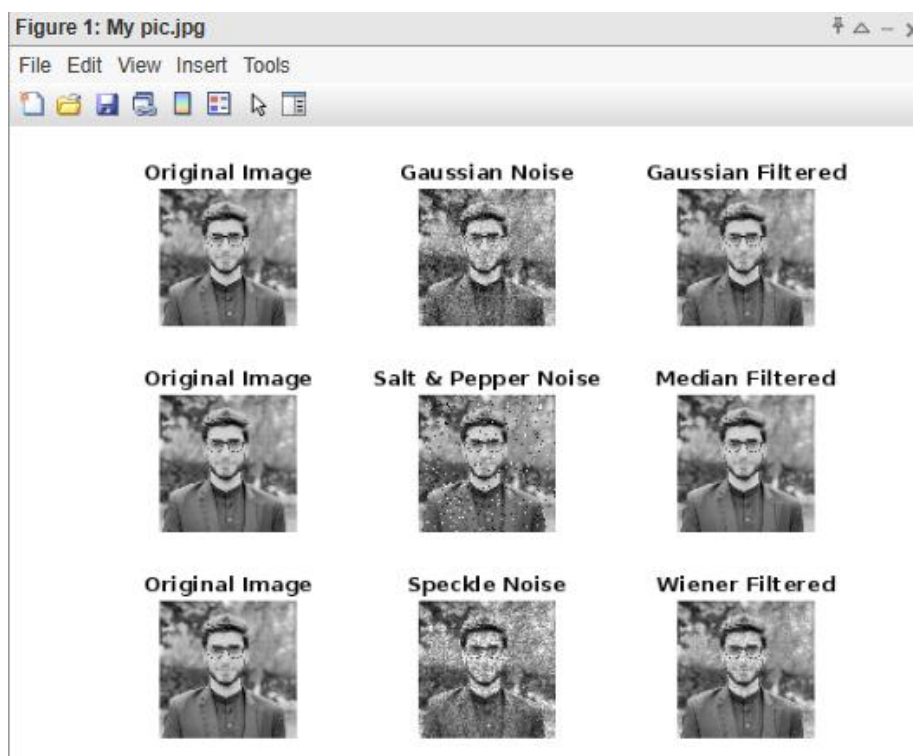 Figure 1: My pic.jpg
File Edit View Insert Tools
Original Image Gaussian Noise Gaussian Filtered
Original Image Salt & Pepper Noise Median Filtered
Original Image Speckle Noise Wiener Filtered